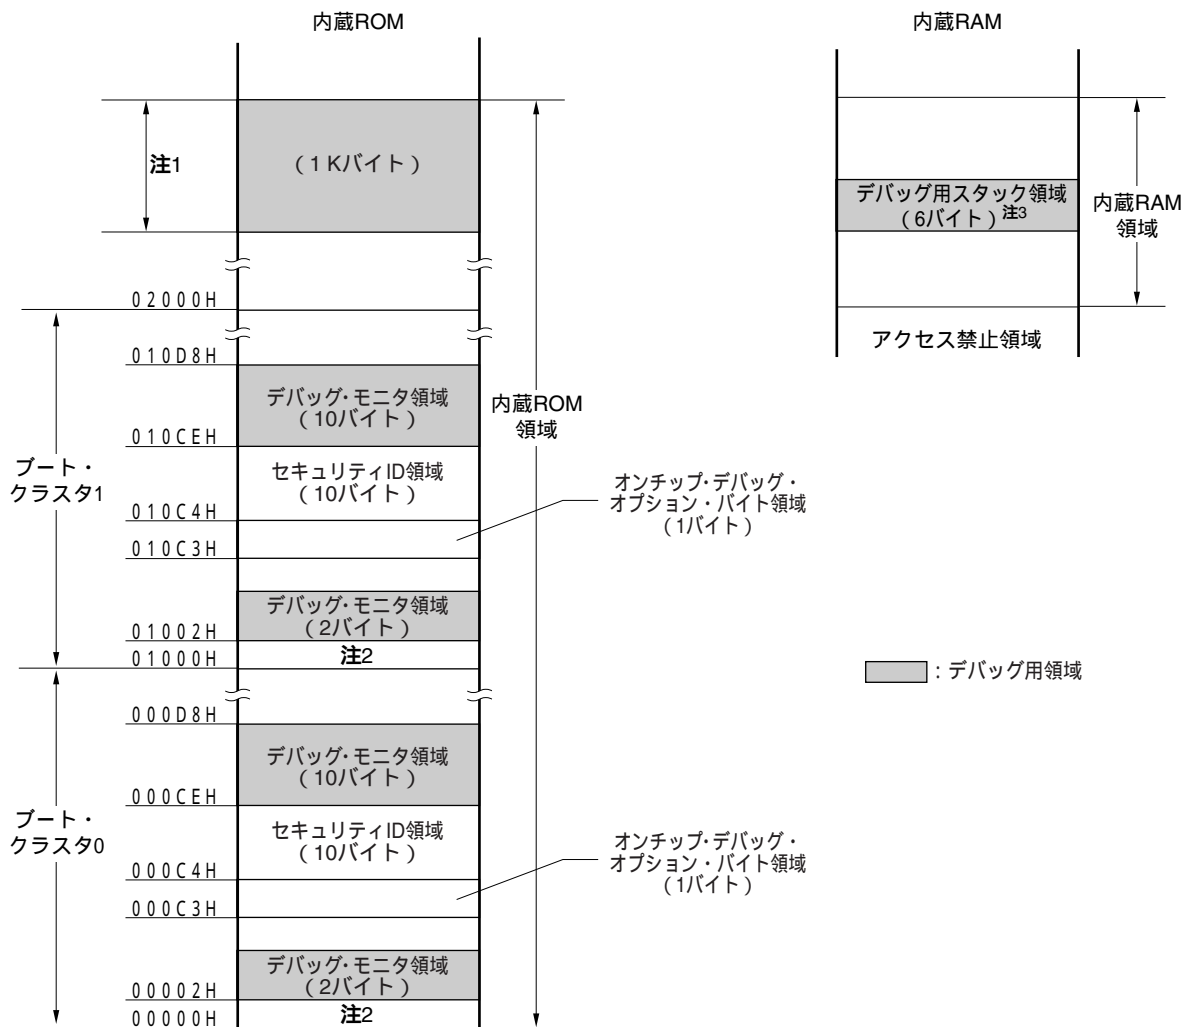 内蔵ROM
内蔵RAM
注1
(1 Kバイト)
デバッグ用スタック領域
(6バイト)注3
内蔵RAM
領域
アクセス禁止領域
02000H
010D8H
デバッグ・モニタ領域
(10バイト)
内蔵ROM
領域
010CEH
ブート・
クラスタ1
セキュリティID領域
(10バイト)
オンチップ・デバッグ・
オプション・バイト領域
(1バイト)
010C4H
010C3H
デバッグ・モニタ領域
(2バイト)
01002H
注2
01000H
:デバッグ用領域
000D8H
デバッグ・モニタ領域
(10バイト)
000CEH
ブート・
クラスタ0
セキュリティID領域
(10バイト)
オンチップ・デバッグ・
オプション・バイト領域
(1バイト)
000C4H
000C3H
デバッグ・モニタ領域
(2バイト)
00002H
注2
00000H